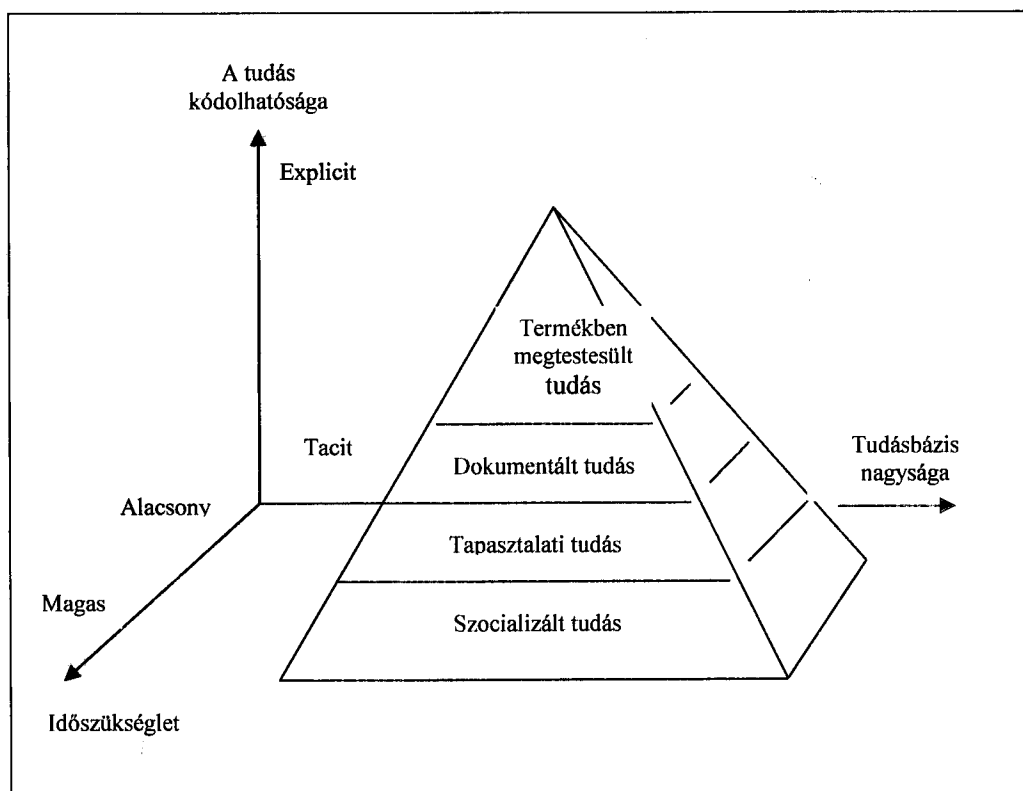 A tudás
kódolhatósága
Explicit
Termékben
megtestesült
tudás
Tacit
Dokumentált tudás
Tudásbázis
nagysága
Alacsony
Tapasztalati tudás
Magas
Szocializált tudás
Időszükséglet